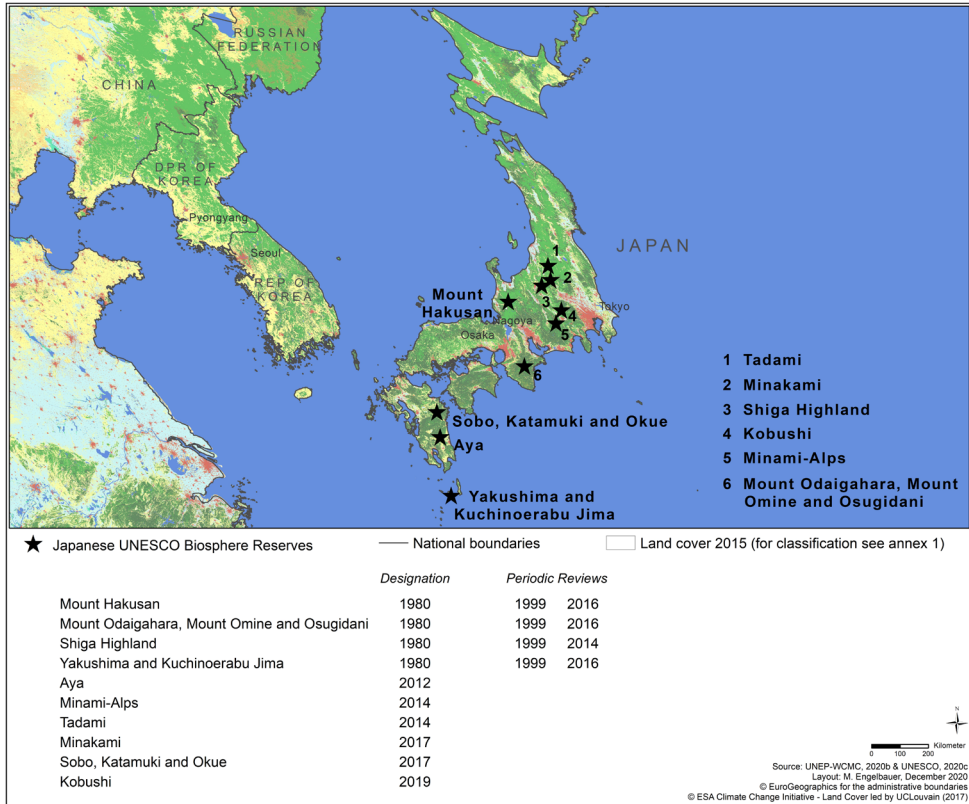 RUSSIAN
FEDERATION
CHINA
DPR OF
KOREA
Pyongyang
Seoul
REP OF
KOREA
JAPAN
1
2
3
Mount
Hakusan
Tokyo
4
Nagoya
5
Osaka
6
Sobo, Katamuki and Okue
Aya
Yakushima and
Kuchinoerabu Jima
1 Tadami
2 Minakami
3 Shiga Highland
4 Kobushi
5 Minami-Alps
6 Mount Odaigahara, Mount
Omine and Osugidani
Japanese UNESCO Biosphere Reserves
National boundaries
Land cover 2015 (for classification see annex 1)
Designation Periodic Reviews
Mount Hakusan 1980 1999 2016
Mount Odaigahara, Mount Omine and Osugidani 1980 1999 2016
Shiga Highland 1980 1999 2014
Yakushima and Kuchinoerabu Jima 1980 1999 2016
Aya 2012
Minami-Alps 2014
Tadami 2014
Minakami 2017
Sobo, Katamuki and Okue 2017
Kobushi 2019
N
Kilometer
0 100 200
Source: UNEP-WCMC, 2020b & UNESCO, 2020c
Layout: M. Engelbauer, December 2020
© EuroGeographics for the administrative boundaries
© ESA Climate Change Initiative - Land Cover led by UCLouvain (2017)